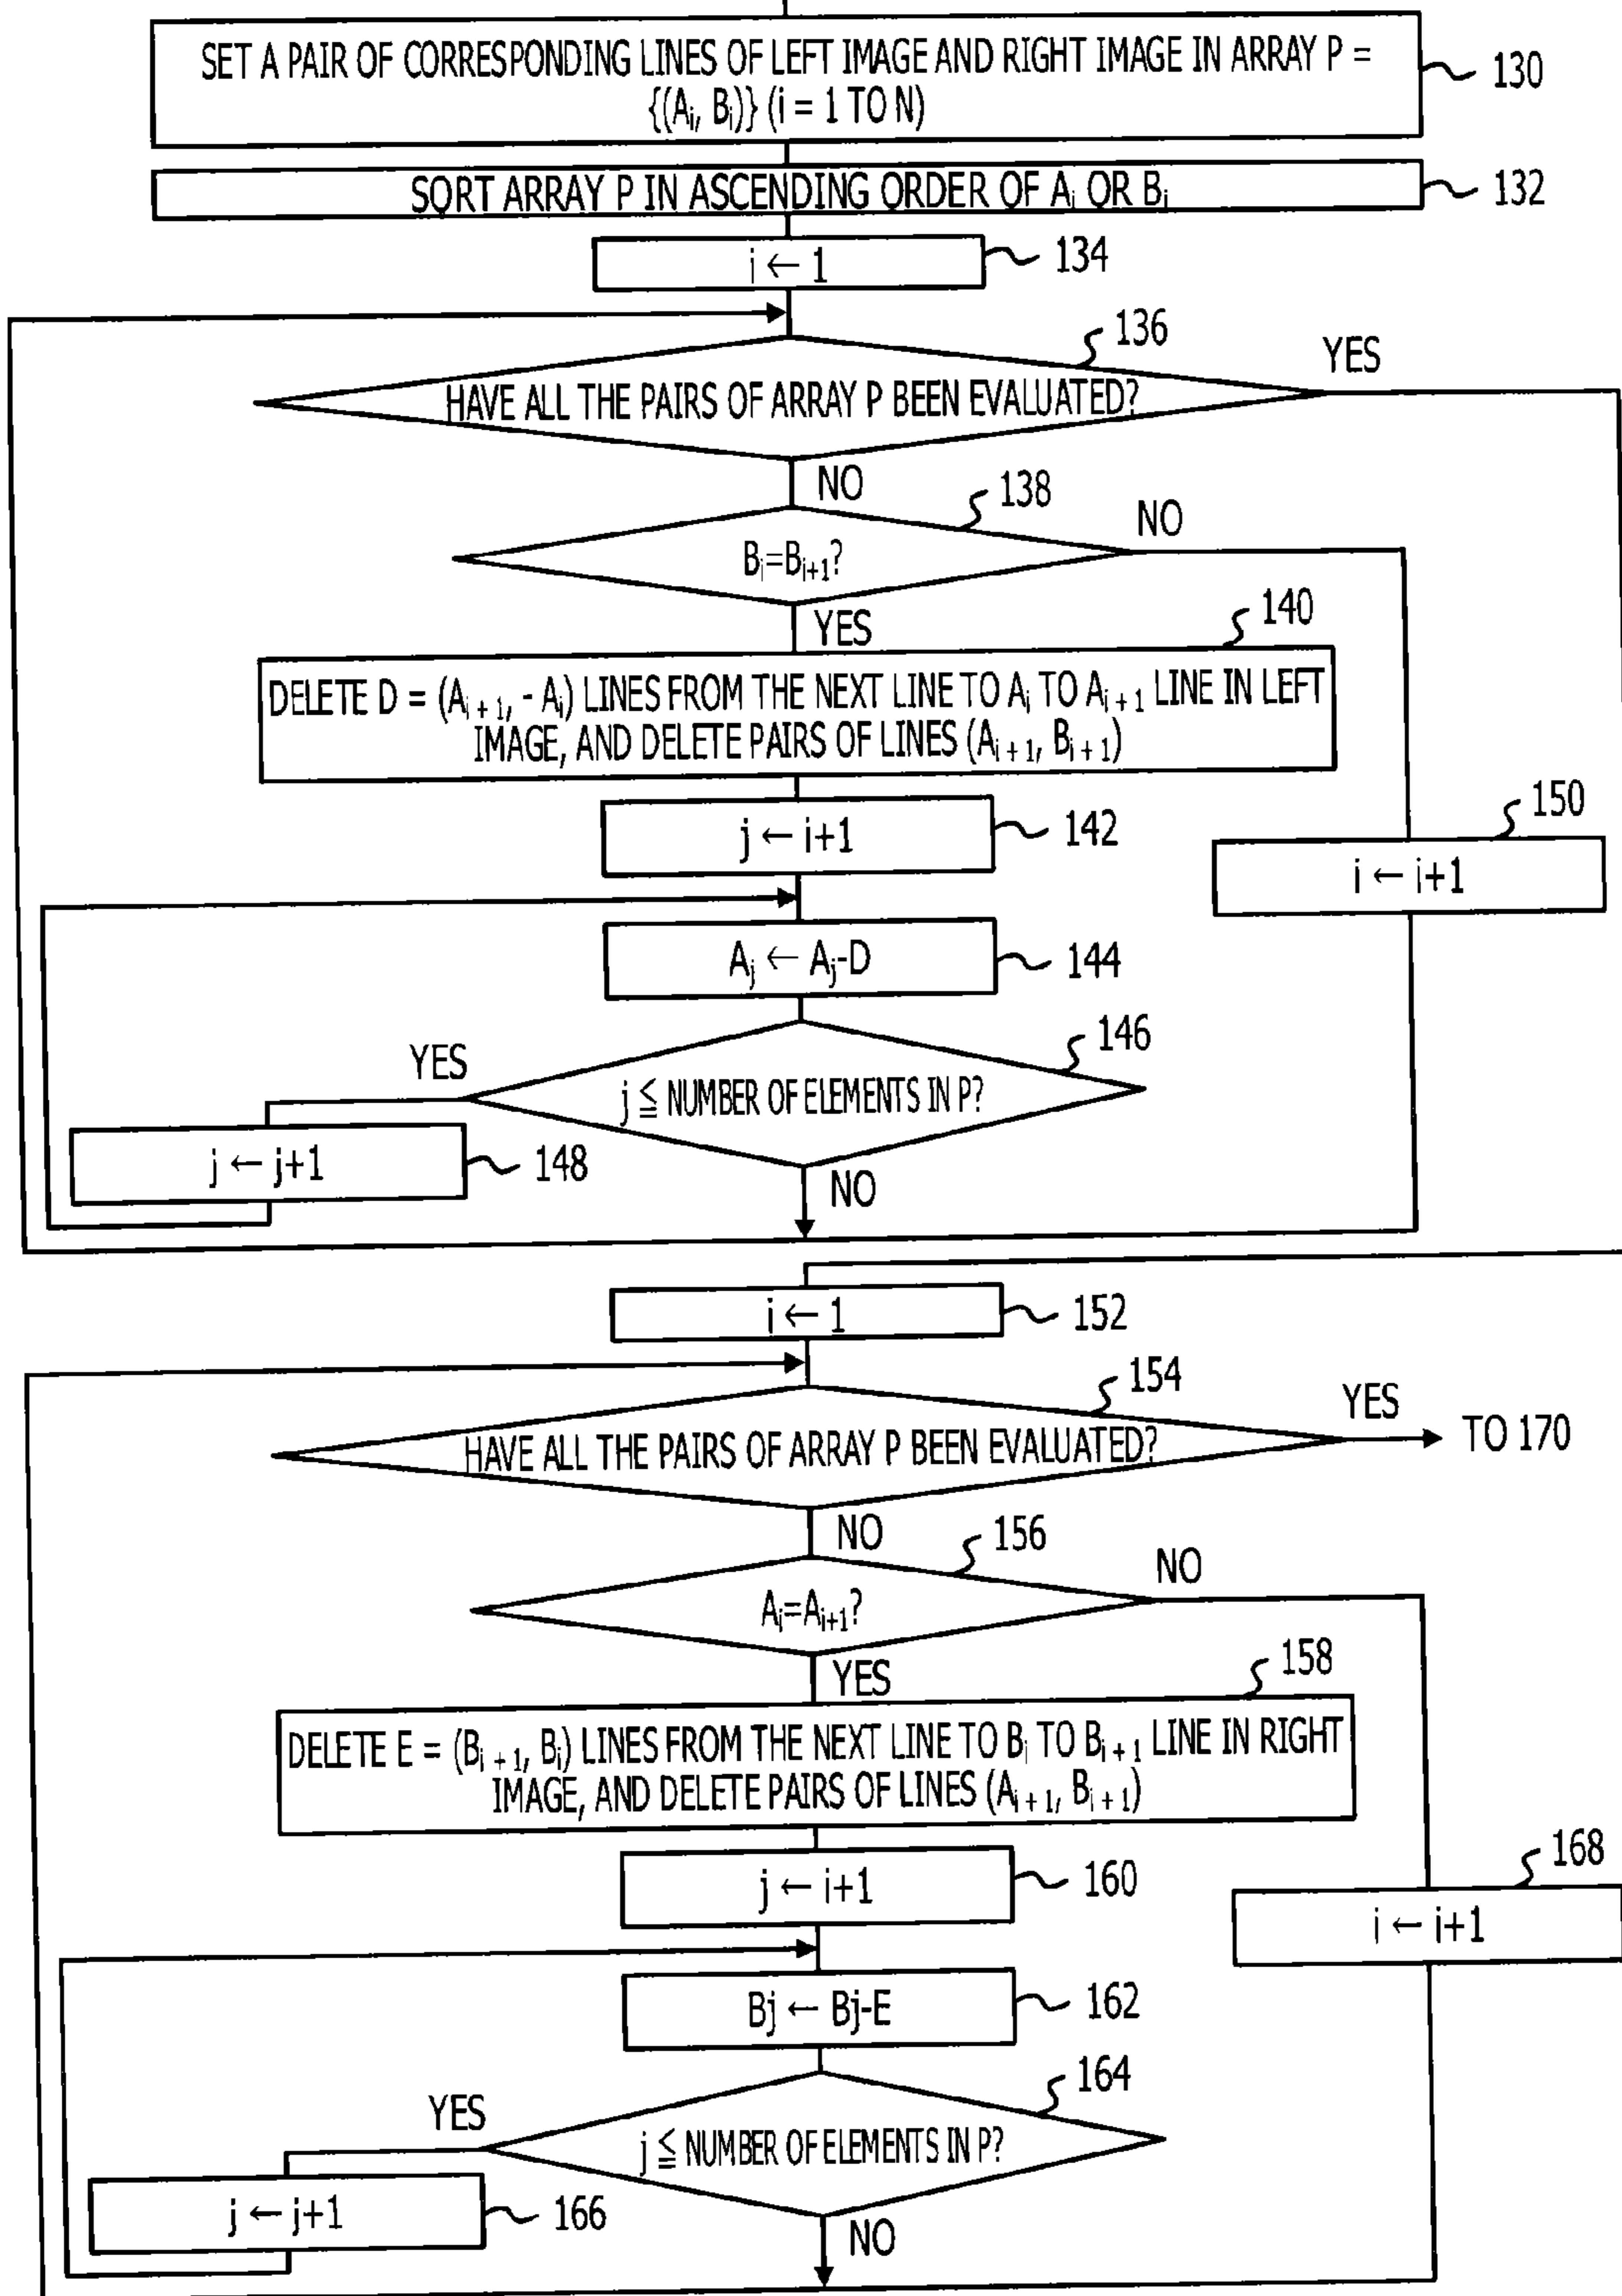 SET A PAIR OF CORRESPONDING LINES OF LEFT IMAGE AND RIGHT IMAGE IN ARRAY P =
{(Ai, Bi)} (i = 1 TO N)
130
SORT ARRAY P IN ASCENDING ORDER OF Ai OR Bi
132
i ← 1
134
136
YES
HAVE ALL THE PAIRS OF ARRAY P BEEN EVALUATED?
NO
138
NO
Bi=Bi+1?
YES
140
DELETE D = (Ai + 1, - Ai) LINES FROM THE NEXT LINE TO Ai TO Ai + 1 LINE IN LEFT
IMAGE, AND DELETE PAIRS OF LINES (Ai + 1, Bi + 1)
j ← i+1
142
150
i ← i+1
Aj ← Aj-D
144
146
YES
j ≦ NUMBER OF ELEMENTS IN P?
j ← j+1
148
NO
i ← 1
152
154
YES
TO 170
HAVE ALL THE PAIRS OF ARRAY P BEEN EVALUATED?
NO
156
NO
Ai=Ai+1?
YES
158
DELETE E = (Bi + 1, Bi) LINES FROM THE NEXT LINE TO Bi TO Bi + 1 LINE IN RIGHT
IMAGE, AND DELETE PAIRS OF LINES (Ai + 1, Bi + 1)
j ← i+1
160
168
i ← i+1
Bj ← Bj-E
162
164
YES
j ≦ NUMBER OF ELEMENTS IN P?
j ← j+1
166
NO